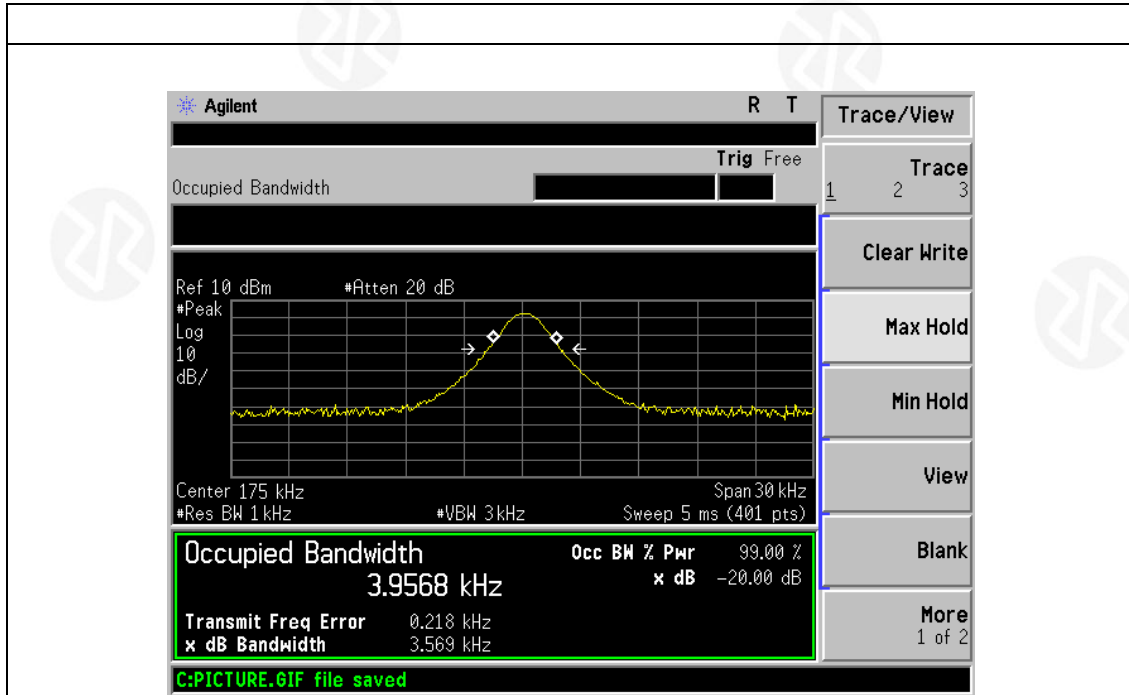 Agilent R T
Trace/View
Trig Free
Occupied Bandwidth
Trace
1 2 3
Clear Write
Ref 10 dBm #Atten 20 dB
#Peak
Log
10
dB/
Max Hold
Min Hold
View
Center 175 kHz Span 30 kHz
#Res BW 1 kHz #VBW 3 kHz Sweep 5 ms (401 pts)
Occupied Bandwidth Occ BW % Pwr 99.00 %
3.9568 kHz x dB -20.00 dB
Blank
Transmit Freq Error 0.218 kHz
x dB Bandwidth 3.569 kHz
More
1 of 2
C:PICTURE.GIF file saved